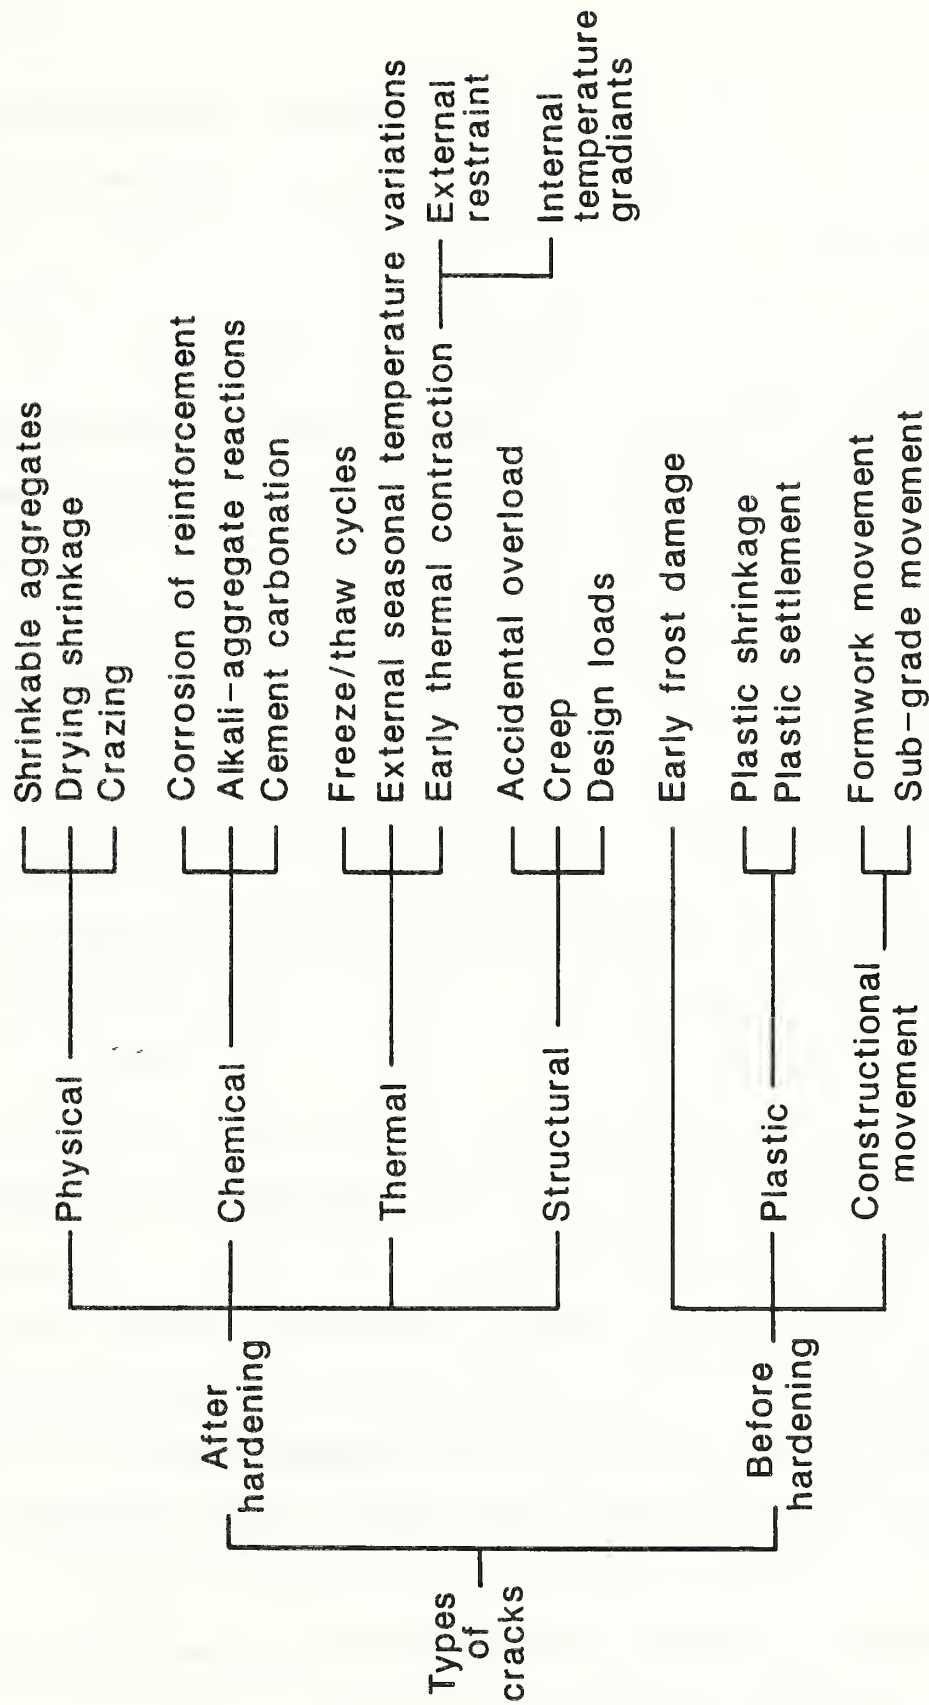 Types
of
cracks
After
hardening
Physical
Shrinkable aggregates
Drying shrinkage
Crazing
Chemical
Corrosion of reinforcement
Alkali-aggregate reactions
Cement carbonation
Thermal
Freeze/thaw cycles
External seasonal temperature variations
Early thermal contraction
External
restraint
Internal
temperature
gradiants
Structural
Accidental overload
Creep
Design loads
Before
hardening
Early frost damage
Plastic
Plastic shrinkage
Plastic settlement
Constructional
movement
Formwork movement
Sub-grade movement